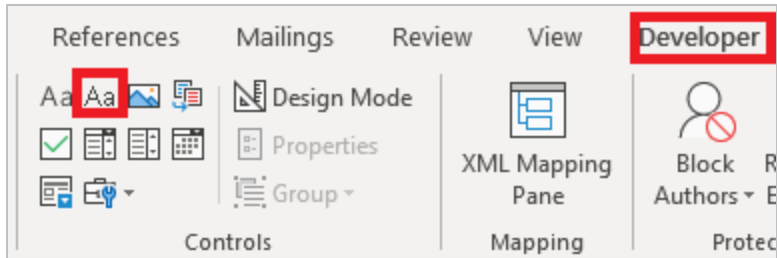 References Mailings Review View Developer
Aa Aa Design Mode
Properties
Group
XML Mapping
Pane
Block
Authors
Controls
Mapping